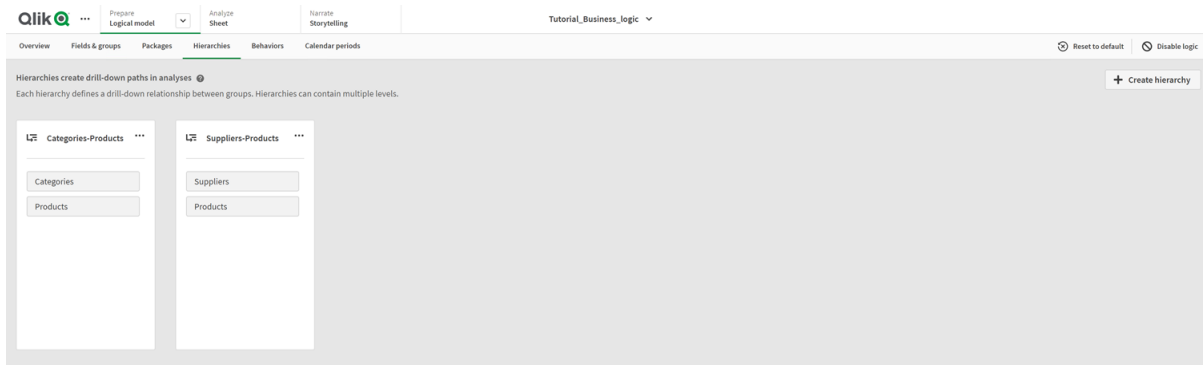 Qlik
Prepare
Logical model
Analyze
Sheet
Narrate
Storytelling
Tutorial_Business_logic
Overview
Fields & groups
Packages
Hierarchies
Behaviors
Calendar periods
Reset to default
Disable logic
Hierarchies create drill-down paths in analyses
Create hierarchy
Each hierarchy defines a drill-down relationship between groups. Hierarchies can contain multiple levels.
Categories-Products
Categories
Products
Suppliers-Products
Suppliers
Products